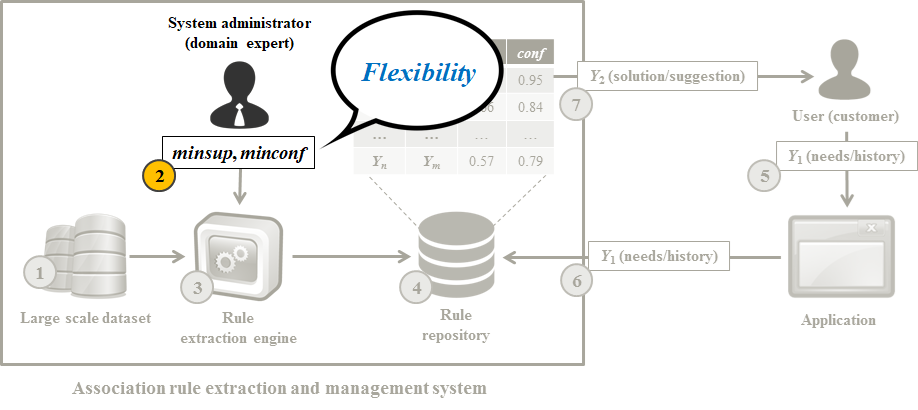 System administrator
(domain expert)
Flexibility
conf
0.95
0.84
... ... ... ...
Yn Ym 0.57 0.79
minsup, minconf
2
Y2 (solution/suggestion)
7
User (customer)
Y1 (needs/history)
5
1
3
4
Y1 (needs/history)
6
Large scale dataset
Rule
extraction engine
Rule
repository
Application
Association rule extraction and management system